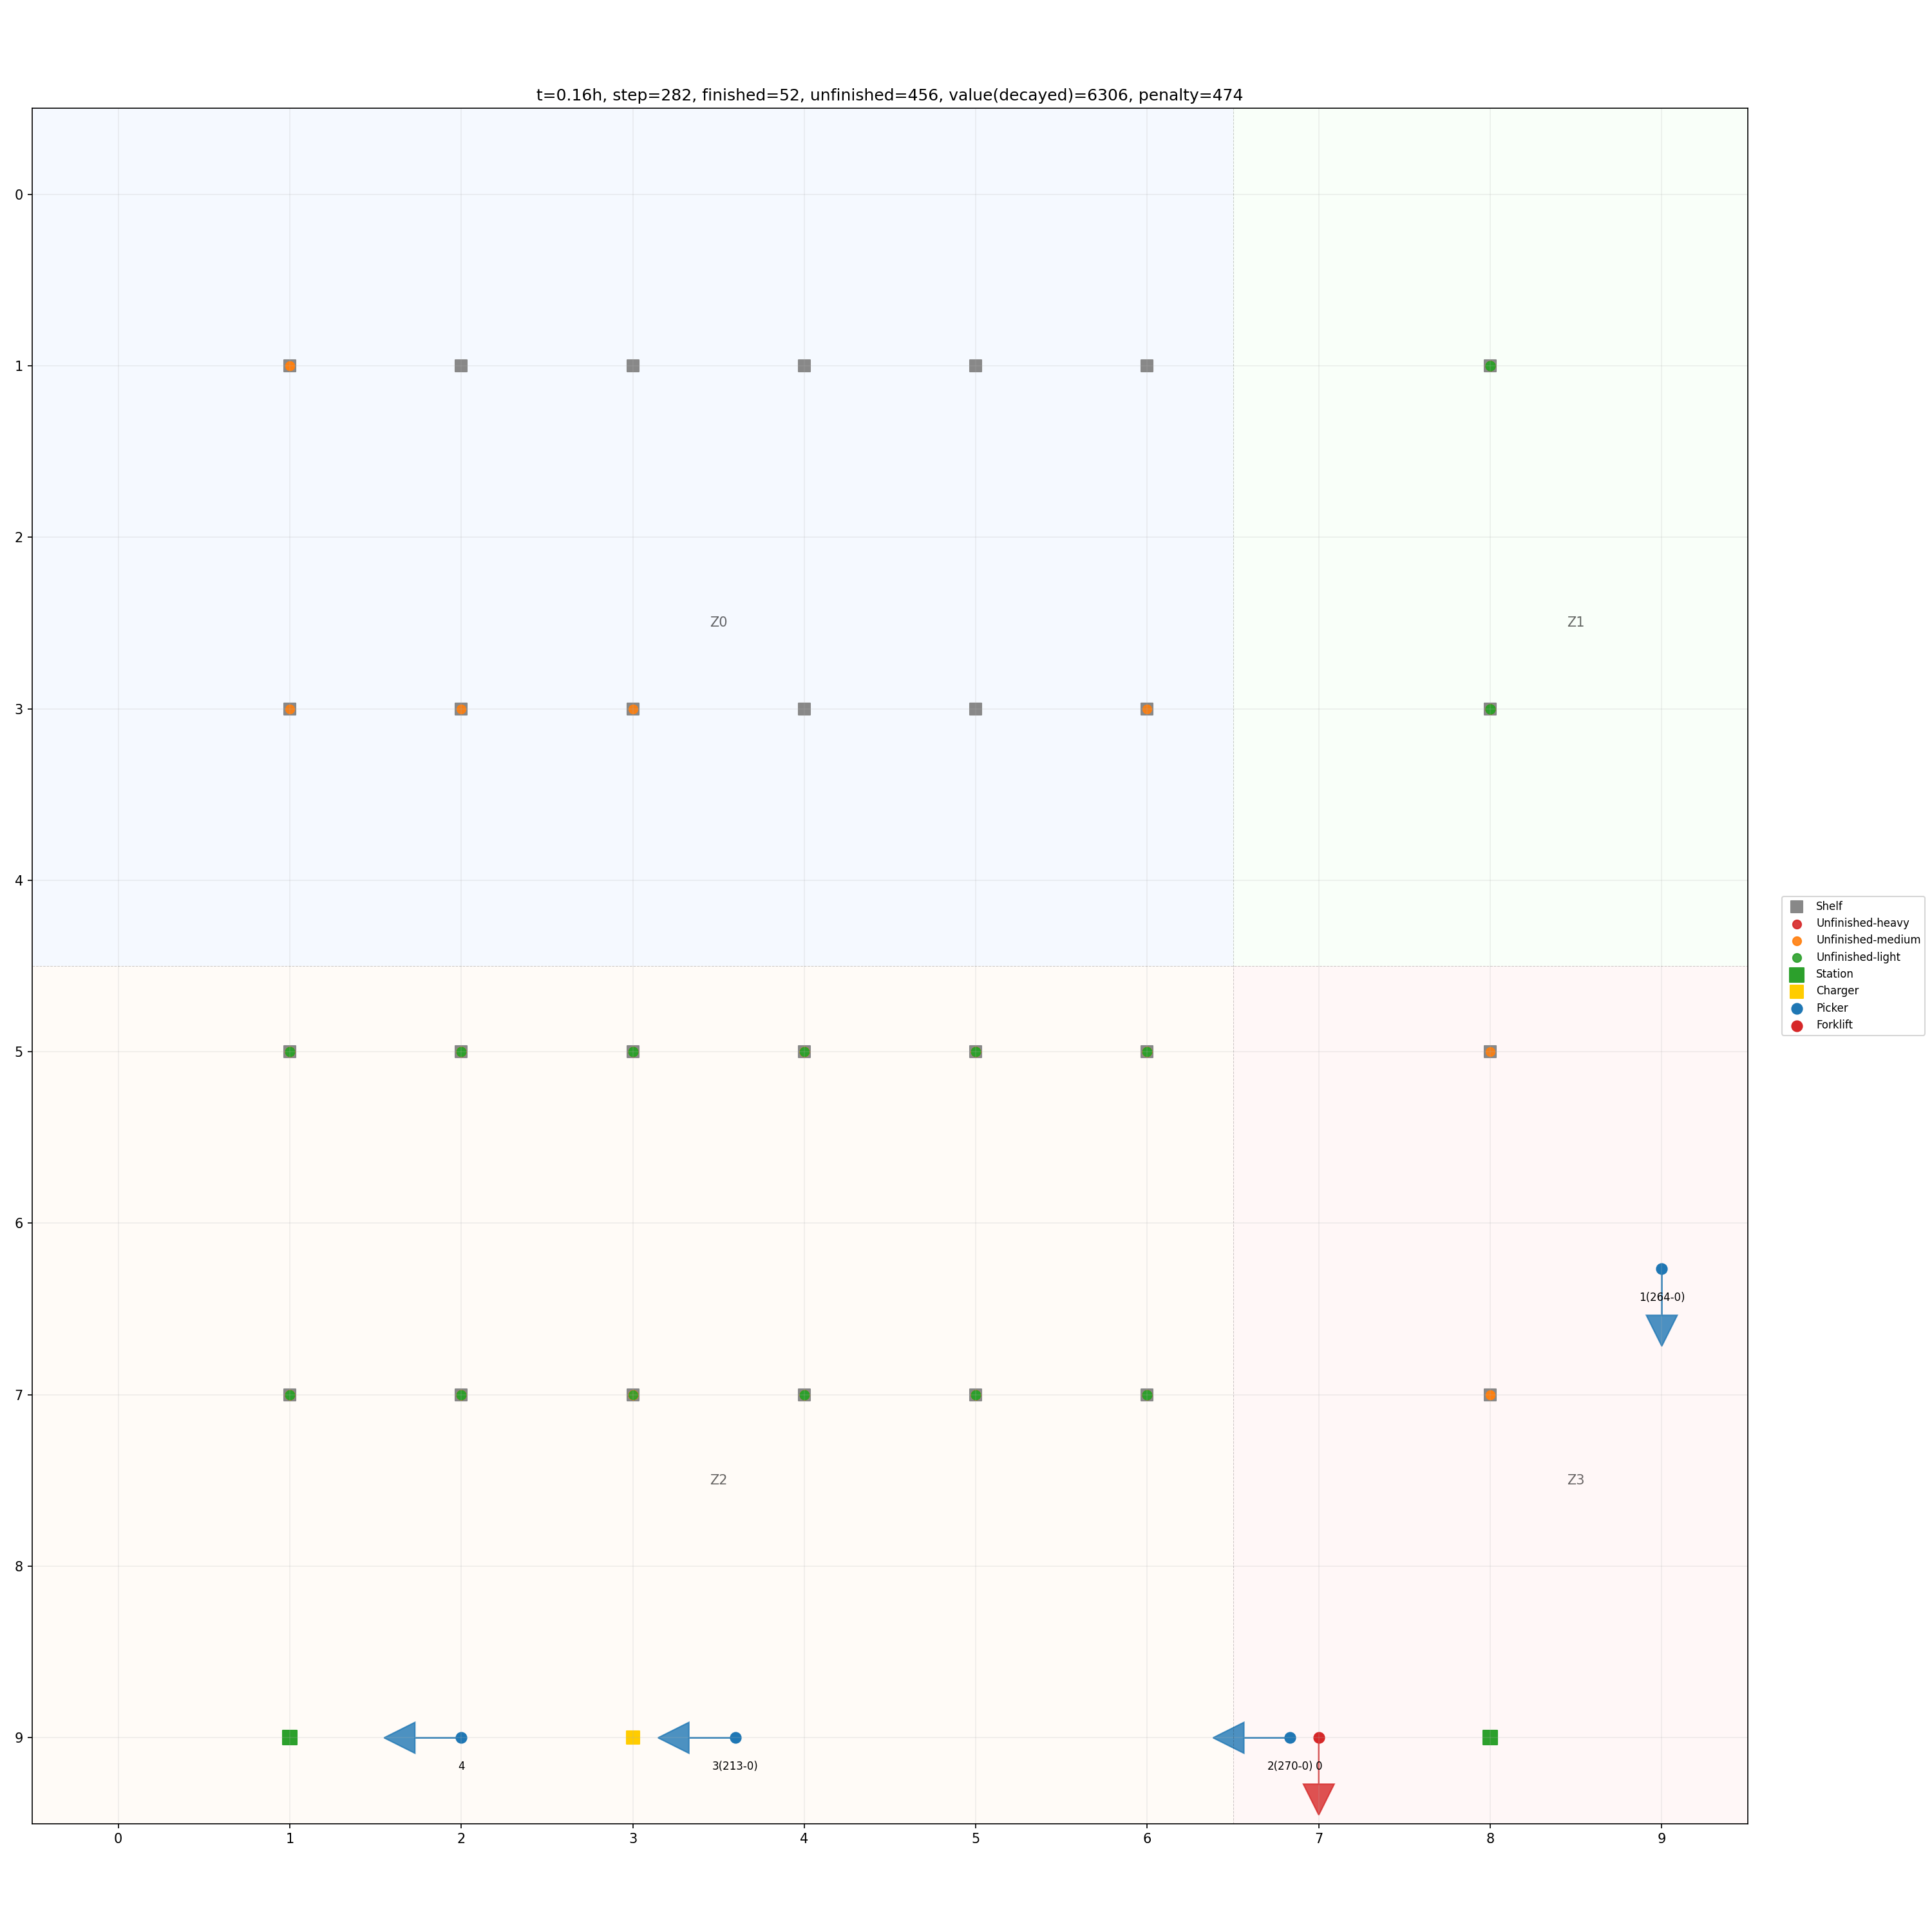 t=0.16h, step=282, finished=52, unfinished=456, value(decayed)=6306, penalty=474
0
1
2
Z0 Z1
3
4
Shelf
Unfinished-heavy
Unfinished-medium
Unfinished-light
Station
Charger
Picker
Forklift
5
6
1(264-0)
7
Z2 Z3
8
9
4 3(213-0) 2(270-0) 0
0 1 2 3 4 5 6 7 8 9